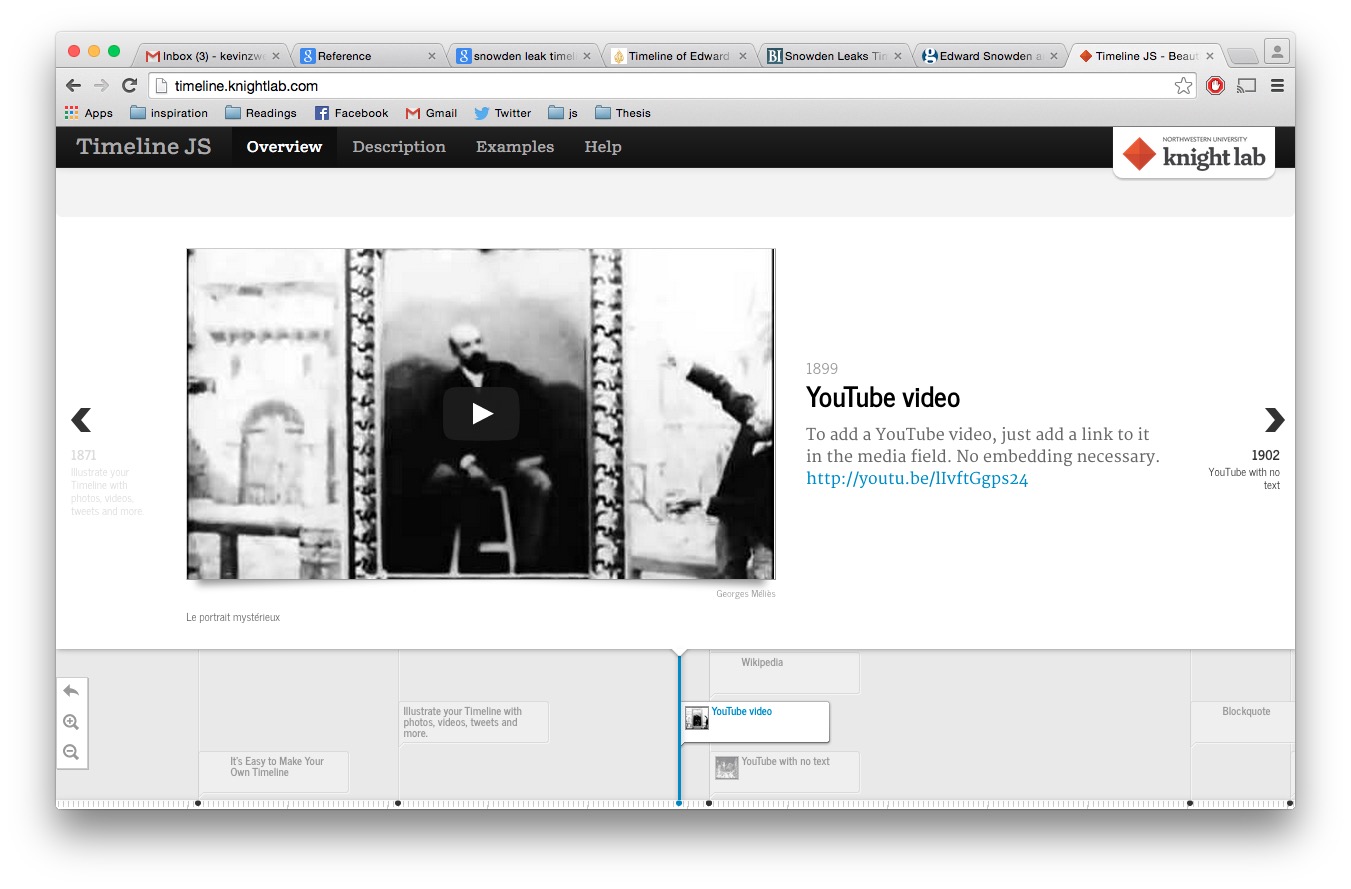 Inbox (3) - kevinzw
Reference
snowden leak timel
Timeline of Edward
BI Snowden Leaks Tim
Edward Snowden a
Timeline JS - Beaut
timeline.knightlab.com
Apps inspiration Readings Facebook Gmail Twitter js Thesis
Timeline JS Overview Description Examples Help
NORTHWESTERN UNIVERSITY
knight lab
1899
YouTube video
To add a YouTube video, just add a link to it
in the media field. No embedding necessary.
http://youtu.be/lIvftGgps24
1871
Illustrate your
Timeline with
photos, videos,
tweets and more.
1902
YouTube with no
text
Georges Méliès
Le portrait mystérieux
Wikipedia
Illustrate your Timeline with
photos, videos, tweets and
more.
YouTube video
Blockquote
It's Easy to Make Your
Own Timeline
YouTube with no text